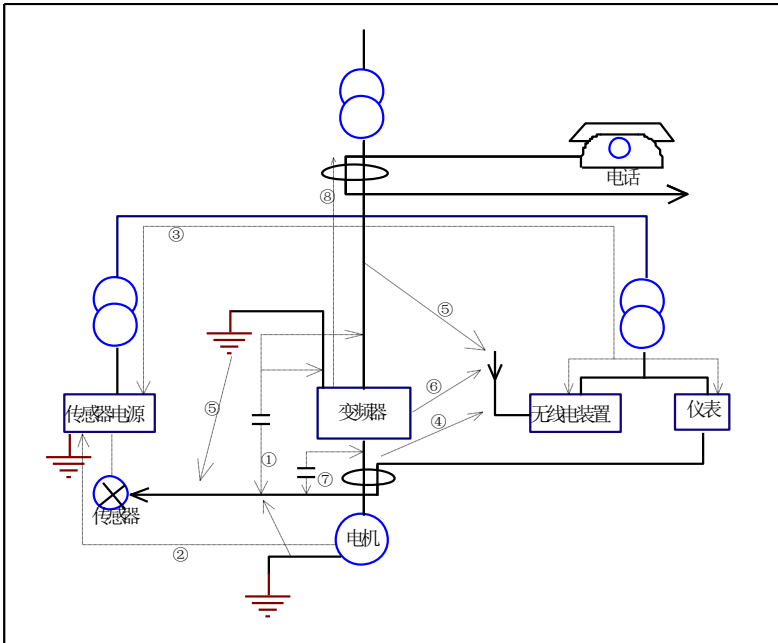 电话
⑧
③
⑤
⑥
⑤
传感器电源
变频器
无线电装置
仪表
④
①
⑦
传感器
电机
②